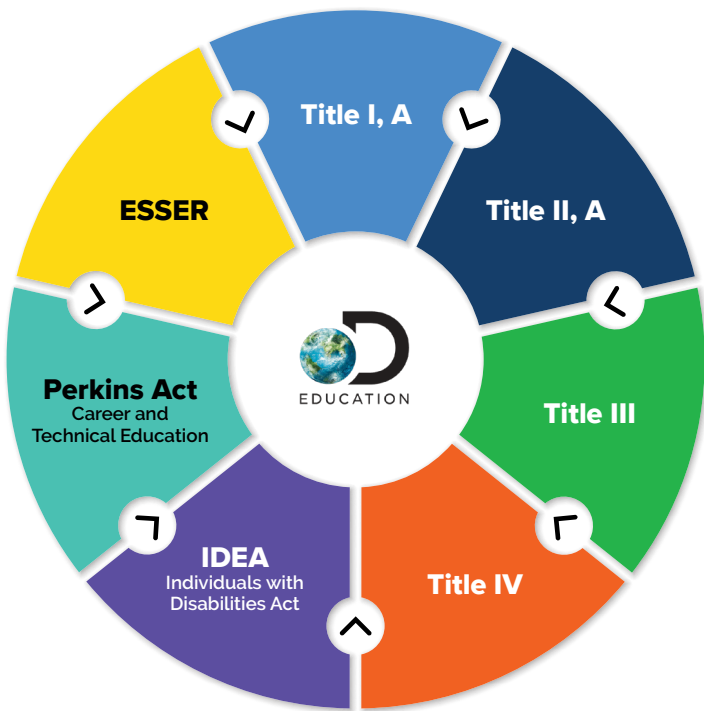 Title I, A
Title II, A
Title III
Title IV
IDEA
Individuals with
Disabilities Act
Perkins Act
Career and
Technical Education
ESSER
D
EDUCATION